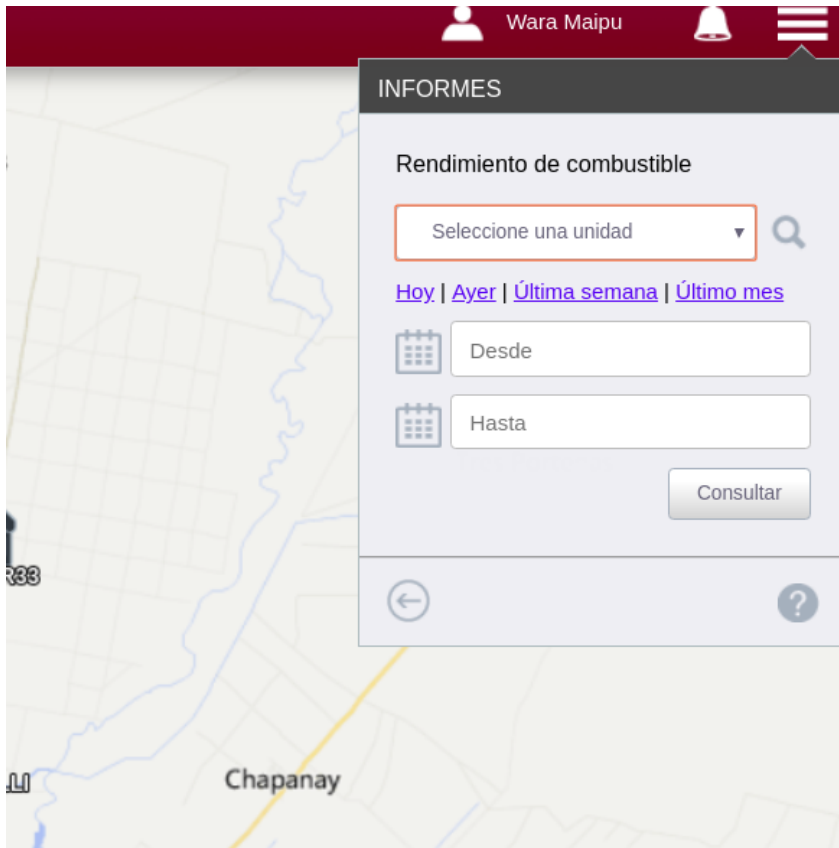 Wara Maipu
INFORMES
Rendimiento de combustible
Seleccione una unidad
Hoy | Ayer | Última semana | Último mes
Desde
Hasta
Consultar
?
Chapanay